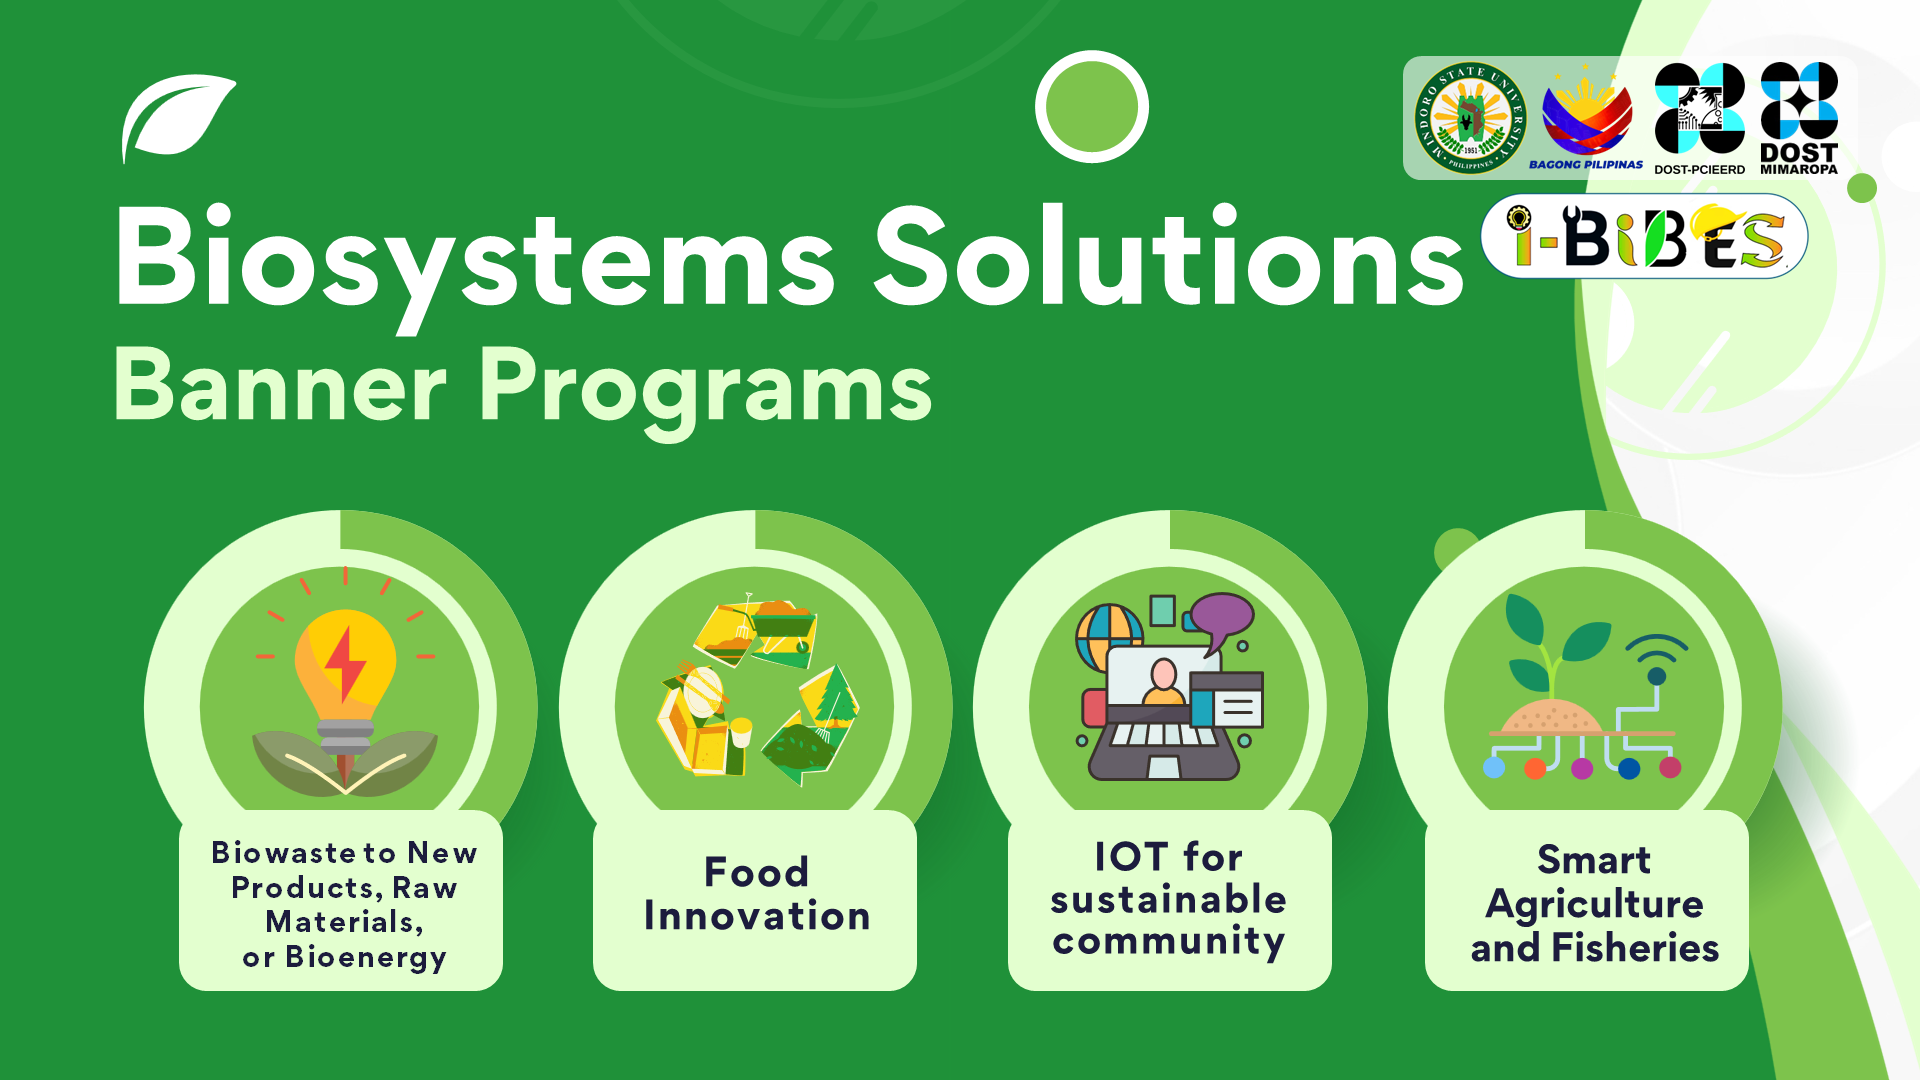 MINDORO STATE UNIVERSITY
1951
PHILIPPINES
BAGONG PILIPINAS
DOST-PCIEERD
DOST
MIMAROPA
i-BiBES
Biosystems Solutions
Banner Programs
Biowaste to New
Products, Raw
Materials,
or Bioenergy
Food
Innovation
IOT for
sustainable
community
Smart
Agriculture
and Fisheries